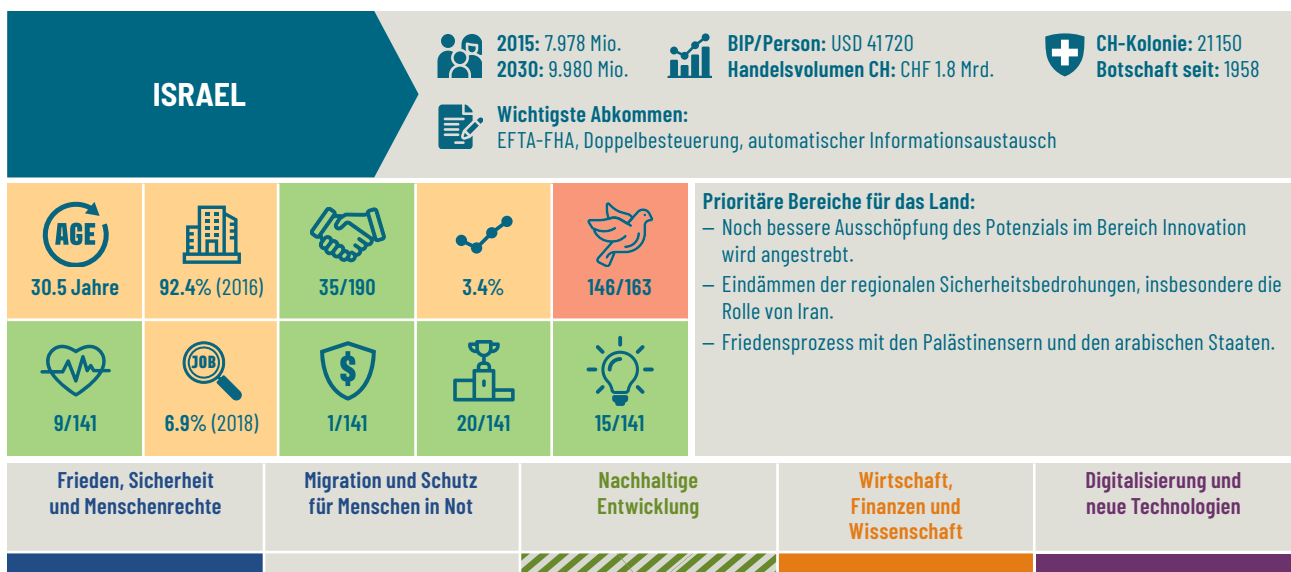 ISRAEL
2015: 7.978 Mio.
2030: 9.980 Mio.
BIP/Person: USD 41720
Handelsvolumen CH: CHF 1.8 Mrd.
CH-Kolonie: 21150
Botschaft seit: 1958
Wichtigste Abkommen:
EFTA-FHA, Doppelbesteuerung, automatischer Informationsaustausch
AGE
30.5 Jahre
92.4% (2016)
35/190
3.4%
146/163
9/141
JOB
6.9% (2018)
$
1/141
20/141
15/141
Prioritäre Bereiche für das Land:
– Noch bessere Ausschöpfung des Potenzials im Bereich Innovation
wird angestrebt.
– Eindämmen der regionalen Sicherheitsbedrohungen, insbesondere die
Rolle von Iran.
– Friedensprozess mit den Palästinensern und den arabischen Staaten.
Frieden, Sicherheit
und Menschenrechte
Migration und Schutz
für Menschen in Not
Nachhaltige
Entwicklung
Wirtschaft,
Finanzen und
Wissenschaft
Digitalisierung und
neue Technologien